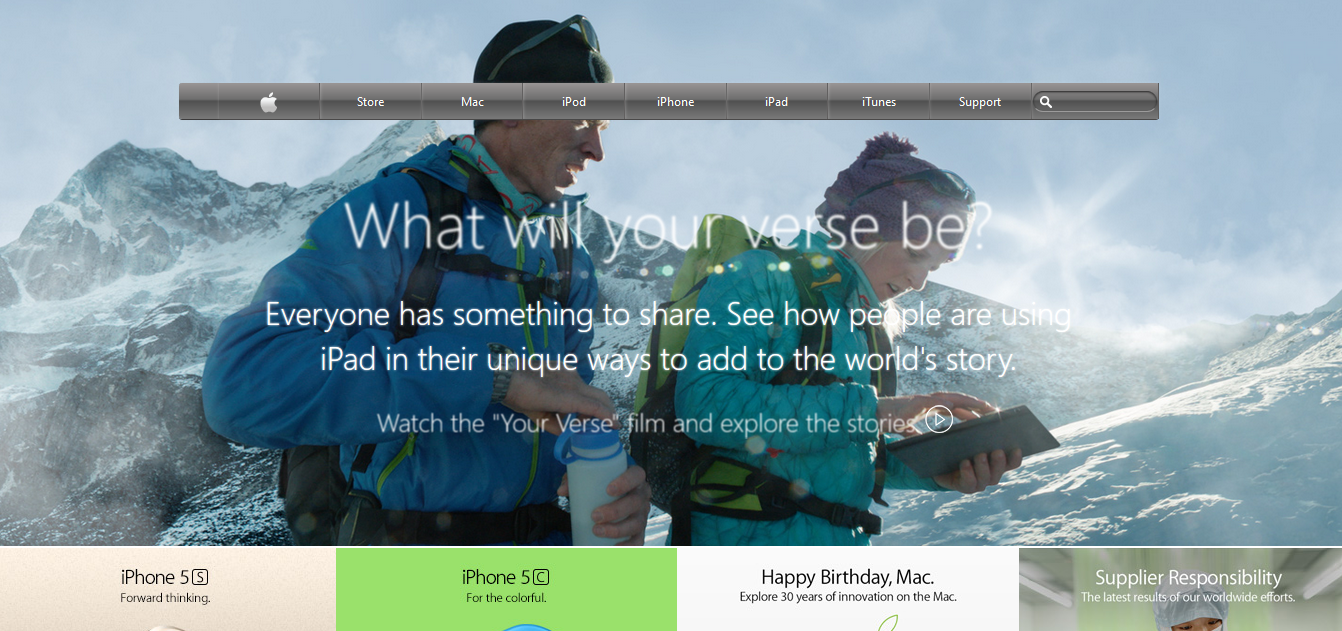 Store
Mac
iPod
iPhone
iPad
iTunes
Support
What will your verse be?
Everyone has something to share. See how people are using
iPad in their unique ways to add to the world's story.
Watch the "Your Verse" film and explore the stories
iPhone 5S
Forward thinking.
iPhone 5C
For the colorful.
Happy Birthday, Mac.
Explore 30 years of innovation on the Mac.
Supplier Responsibility
The latest results of our worldwide efforts.